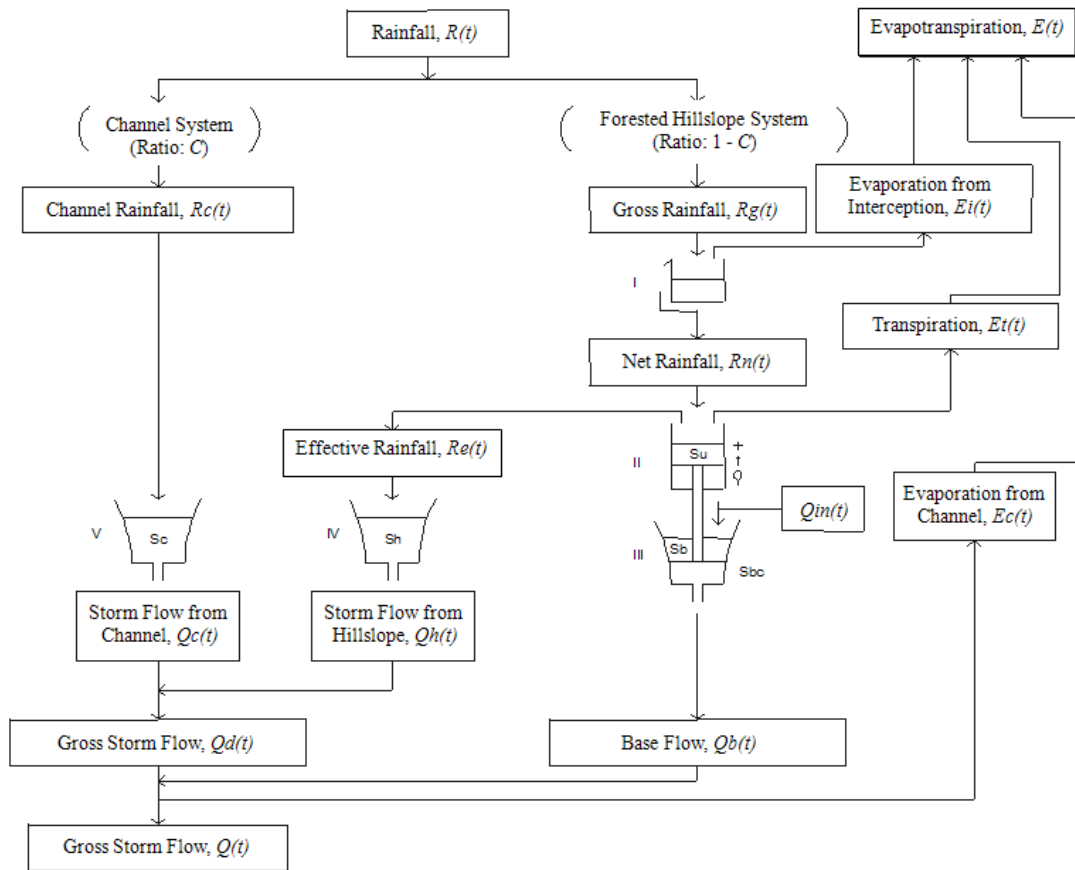 Rainfall, R(t)
Evapotranspiration, E(t)
Channel System
(Ratio: C)
Forested Hillslope System
(Ratio: 1 - C)
Channel Rainfall, Rc(t)
Gross Rainfall, Rg(t)
Evaporation from
Interception, Ei(t)
I
Net Rainfall, Rn(t)
Transpiration, Et(t)
Effective Rainfall, Re(t)
II
Su
Evaporation from
Channel, Ec(t)
Qin(t)
V
Sc
IV
Sh
III
Sb
Sbc
Storm Flow from
Channel, Qc(t)
Storm Flow from
Hillslope, Qh(t)
Gross Storm Flow, Qd(t)
Base Flow, Qb(t)
Gross Storm Flow, Q(t)